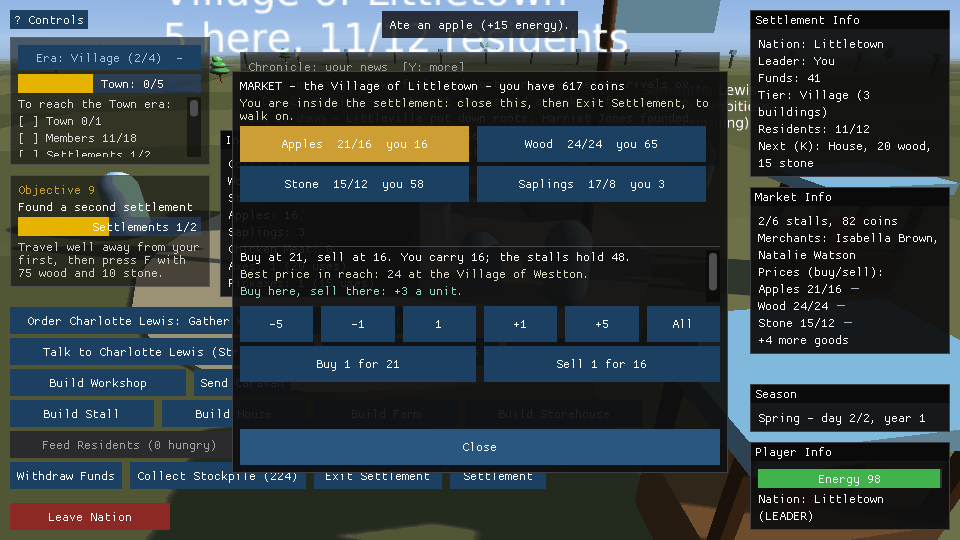 Village of Littletown
5 here, 11/12 residents
? Controls
Ate an apple (+15 energy).
Era: Village (2/4) –
Town: 0/5
To reach the Town era:
[ ] Town 0/1
[ ] Members 11/18
[ ] Settlements 1/2
Objective 9
Found a second settlement
Settlements 1/2
Travel well away from your
first, then press F with
75 wood and 10 stone.
Chronicle: your news [Y: more]
MARKET – the Village of Littletown – you have 617 coins
You are inside the settlement: close this, then Exit Settlement, to
walk on.
Apples 21/16 you 16
Wood 24/24 you 65
Stone 15/12 you 58
Saplings 17/8 you 3
Buy at 21, sell at 16. You carry 16; the stalls hold 48.
Best price in reach: 24 at the Village of Westton.
Buy here, sell there: +3 a unit.
–5
–1
1
+1
+5
All
Buy 1 for 21
Sell 1 for 16
Close
Order Charlotte Lewis: Gather
Talk to Charlotte Lewis (St
Build Workshop
Send Caravan
Build Stall
Build House
Build Farm
Build Storehouse
Feed Residents (0 hungry)
Withdraw Funds
Collect Stockpile (224)
Exit Settlement
Settlement
Leave Nation
Settlement Info
Nation: Littletown
Leader: You
Funds: 41
Tier: Village (3
buildings)
Residents: 11/12
Next (K): House, 20 wood,
15 stone
Market Info
2/6 stalls, 82 coins
Merchants: Isabella Brown,
Natalie Watson
Prices (buy/sell):
Apples 21/16 –
Wood 24/24 –
Stone 15/12 –
+4 more goods
Season
Spring – day 2/2, year 1
Player Info
Energy 98
Nation: Littletown
(LEADER)